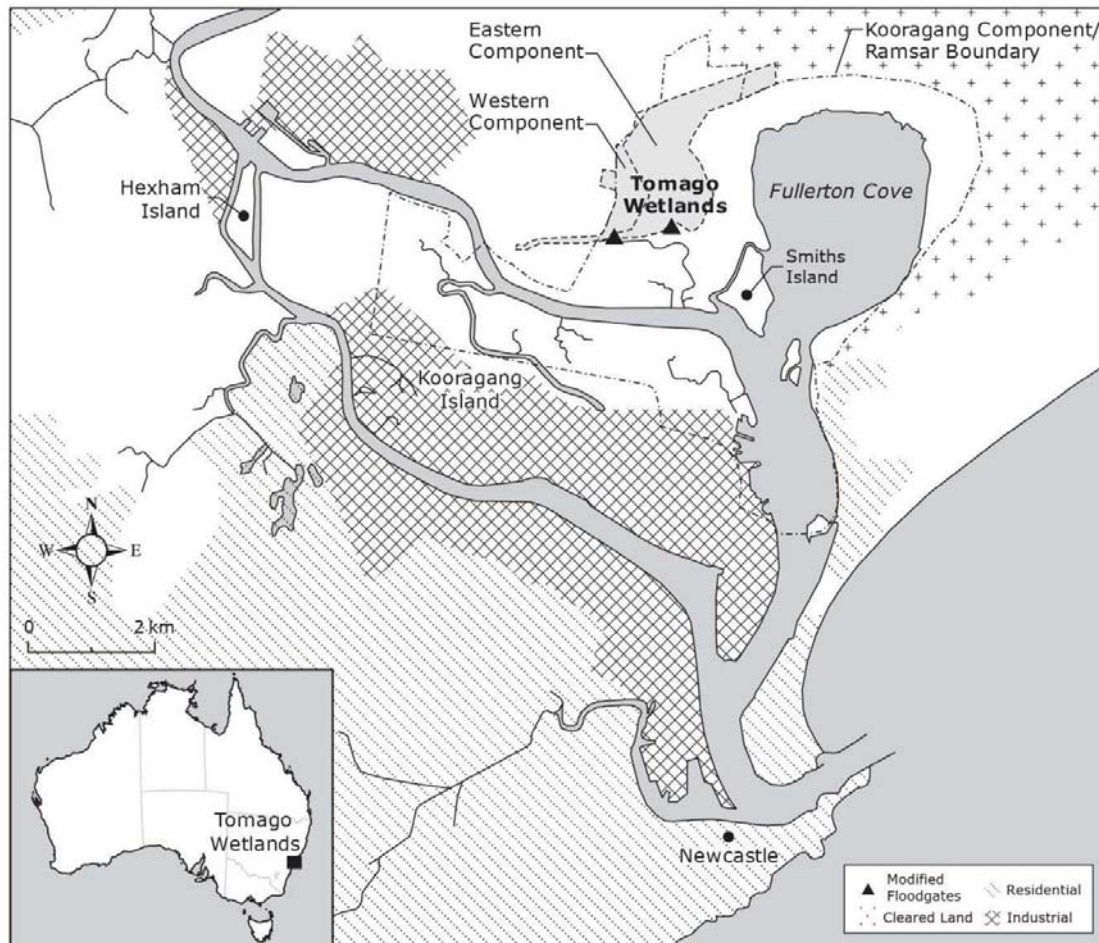 Eastern
Component
Kooragang Component/
Ramsar Boundary
Western
Component
Hexham
Island
Tomago
Wetlands
Fullerton Cove
Smiths
Island
Kooragang
Island
N
W
E
S
0
2 km
Tomago
Wetlands
Newcastle
Modified
Floodgates
Residential
Cleared Land
Industrial